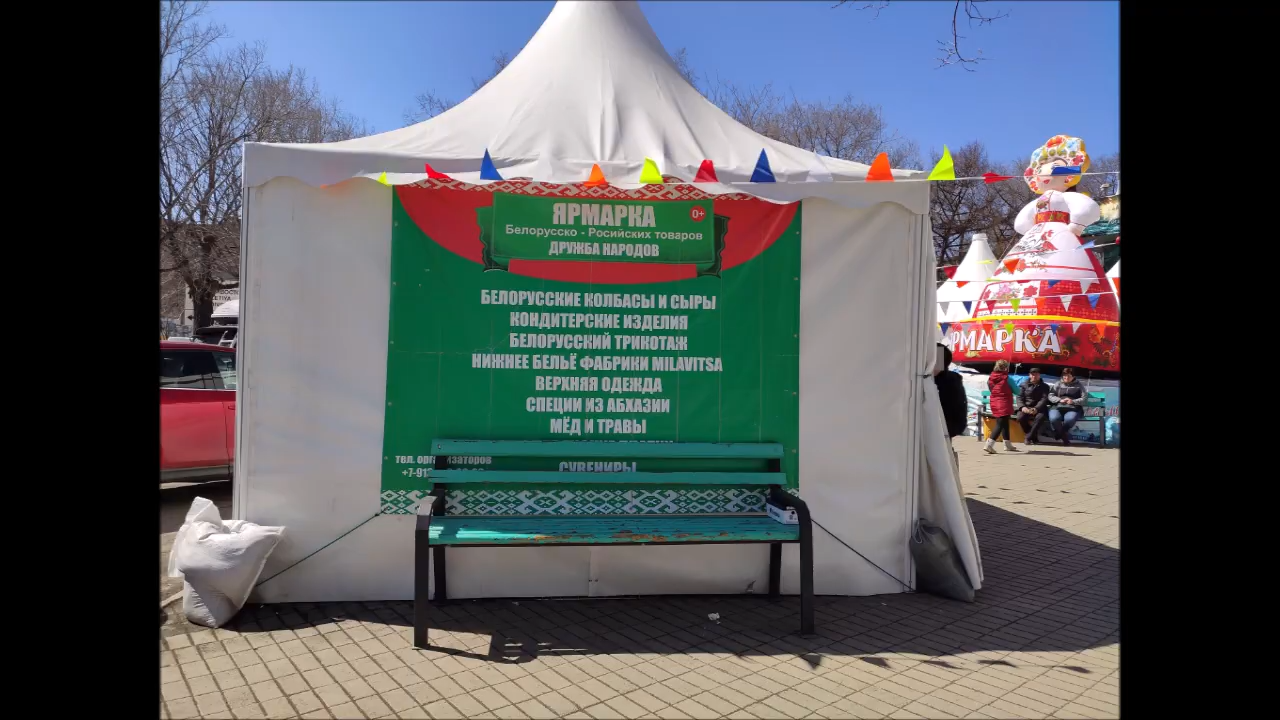 ЯРМАРКА
0+
Белорусско - Росийских товаров
ДРУЖБА НАРОДОВ
БЕЛОРУССКИЕ КОЛБАСЫ И СЫРЫ
КОНДИТЕРСКИЕ ИЗДЕЛИЯ
БЕЛОРУССКИЙ ТРИКОТАЖ
НИЖНЕЕ БЕЛЬЁ ФАБРИКИ MILAVITSA
ВЕРХНЯЯ ОДЕЖДА
СПЕЦИИ ИЗ АБХАЗИИ
МЁД И ТРАВЫ
СУВЕНИРЫ
тел.
ЯРМАРКА